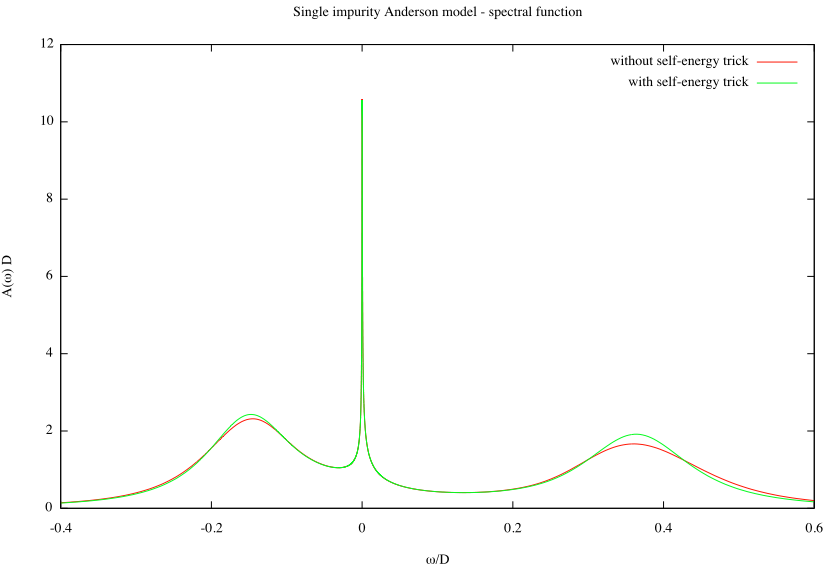 Single impurity Anderson model - spectral function
without self-energy trick
with self-energy trick
A(ω) D
12
10
8
6
4
2
0
-0.4
-0.2
0
0.2
0.4
0.6
ω/D